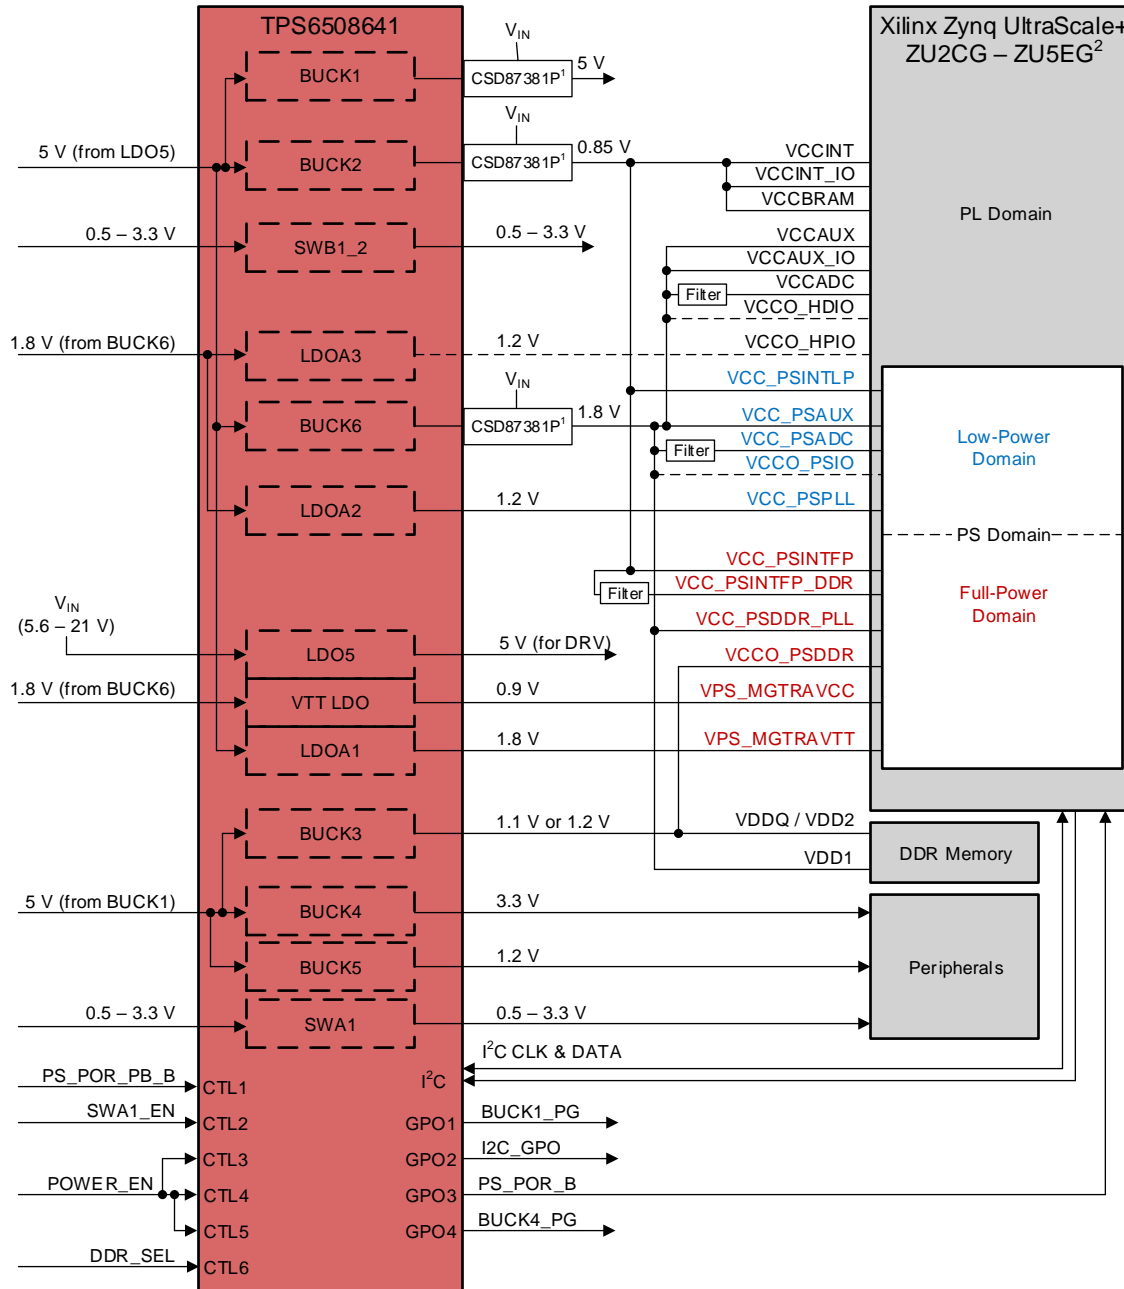 TPS6508641
Xilinx Zynq UltraScale+
ZU2CG – ZU5EG²
V_IN
BUCK1
CSD87381P¹
5 V
V_IN
5 V (from LDO5)
BUCK2
CSD87381P¹
0.85 V
VCCINT
VCCINT_IO
VCCBRAM
PL Domain
0.5 – 3.3 V
SWB1_2
0.5 – 3.3 V
VCCAUX
VCCAUX_IO
VCCADC
Filter
VCCO_HDIO
1.8 V (from BUCK6)
LDOA3
1.2 V
VCCO_HPIO
V_IN
VCC_PSINTLP
BUCK6
CSD87381P¹
1.8 V
VCC_PSAUX
VCC_PSADC
Filter
VCCO_PSIO
Low-Power
Domain
LDOA2
1.2 V
VCC_PSPLL
PS Domain
VCC_PSINTFP
VCC_PSINTFP_DDR
Filter
Full-Power
Domain
V_IN
(5.6 – 21 V)
VCC_PSDDR_PLL
LDO5
5 V (for DRV)
VCCO_PSDDR
1.8 V (from BUCK6)
VTT LDO
0.9 V
VPS_MGTRAVCC
LDOA1
1.8 V
VPS_MGTRAVTT
BUCK3
1.1 V or 1.2 V
VDDQ / VDD2
VDD1
DDR Memory
5 V (from BUCK1)
BUCK4
3.3 V
BUCK5
1.2 V
Peripherals
0.5 – 3.3 V
SWA1
0.5 – 3.3 V
I²C CLK & DATA
PS_POR_PB_B
CTL1
I²C
SWA1_EN
CTL2
GPO1
BUCK1_PG
CTL3
GPO2
I2C_GPO
POWER_EN
CTL4
GPO3
PS_POR_B
CTL5
GPO4
BUCK4_PG
DDR_SEL
CTL6